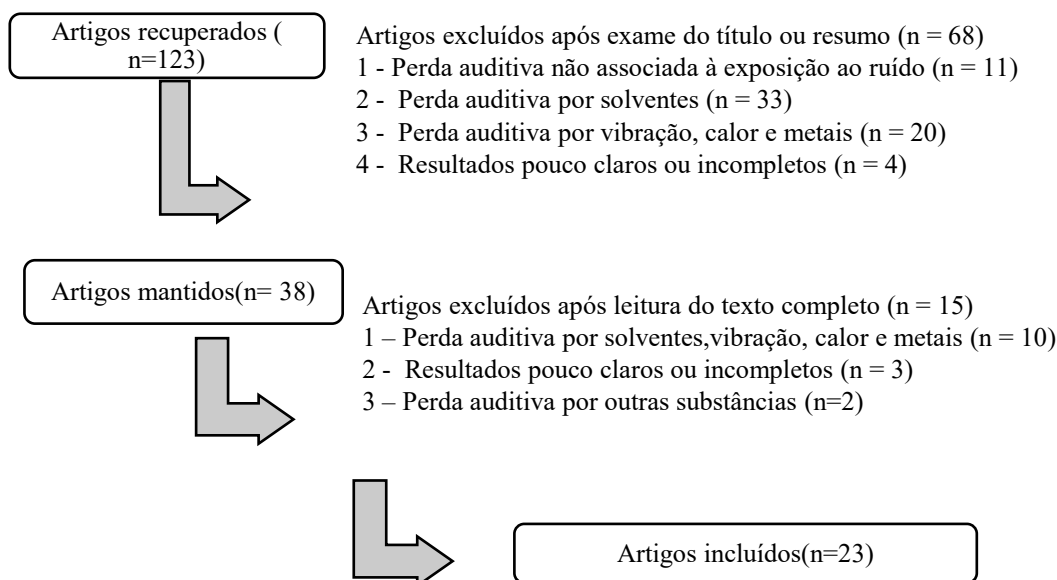 Artigos recuperados (
n=123)
Artigos excluídos após exame do título ou resumo (n = 68)
1 - Perda auditiva não associada à exposição ao ruído (n = 11)
2 - Perda auditiva por solventes (n = 33)
3 - Perda auditiva por vibração, calor e metais (n = 20)
4 - Resultados pouco claros ou incompletos (n = 4)
Artigos mantidos(n= 38)
Artigos excluídos após leitura do texto completo (n = 15)
1 – Perda auditiva por solventes,vibração, calor e metais (n = 10)
2 - Resultados pouco claros ou incompletos (n = 3)
3 – Perda auditiva por outras substâncias (n=2)
Artigos incluídos(n=23)